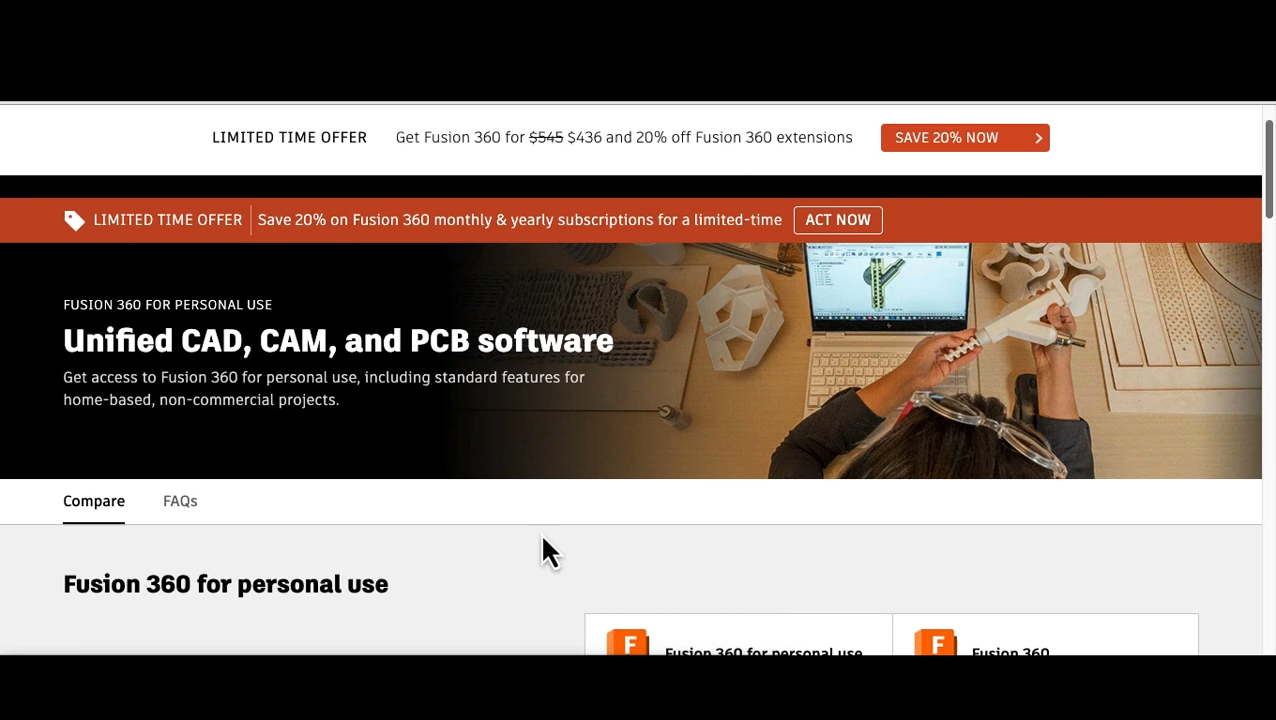 LIMITED TIME OFFER Get Fusion 360 for $545 $436 and 20% off Fusion 360 extensions SAVE 20% NOW
LIMITED TIME OFFER Save 20% on Fusion 360 monthly & yearly subscriptions for a limited-time ACT NOW
FUSION 360 FOR PERSONAL USE
Unified CAD, CAM, and PCB software
Get access to Fusion 360 for personal use, including standard features for
home-based, non-commercial projects.
Compare FAQs
Fusion 360 for personal use
F Fusion 360 for personal use F Fusion 360